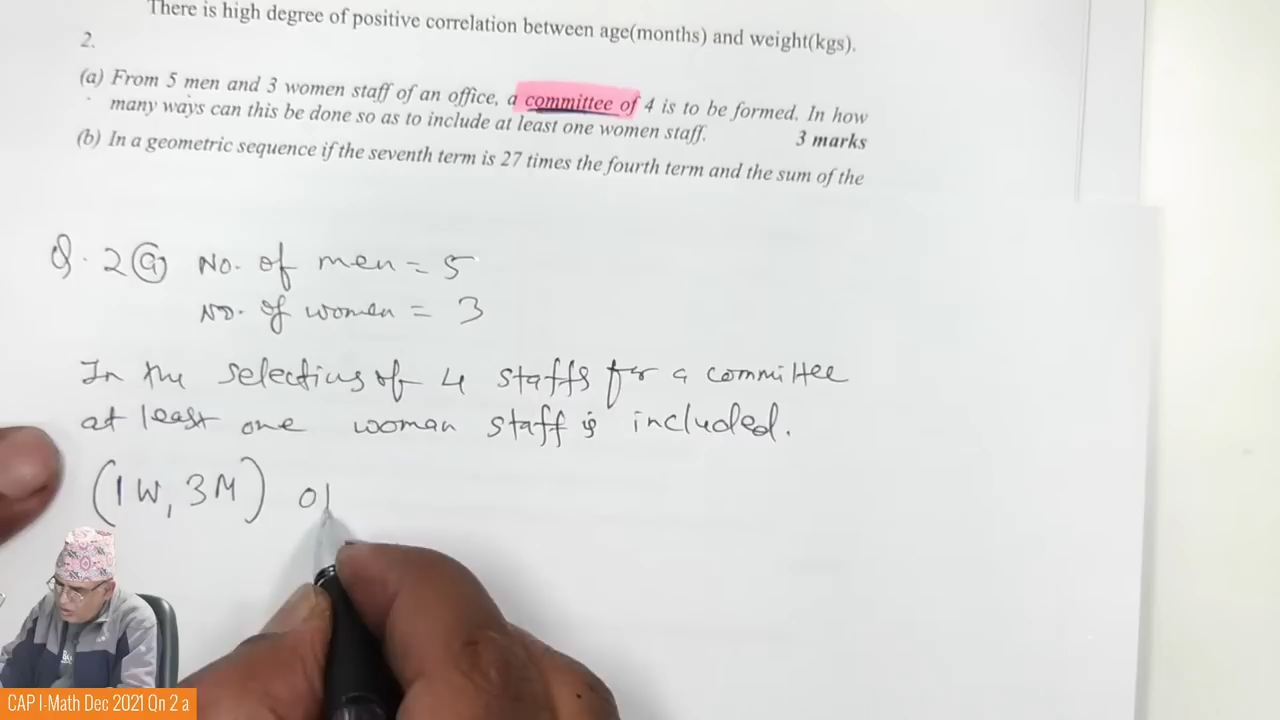 There is high degree of positive correlation between age(months) and weight(kgs).
2.
(a) From 5 men and 3 women staff of an office, a committee of 4 is to be formed. In how
many ways can this be done so as to include at least one women staff. 3 marks
(b) In a geometric sequence if the seventh term is 27 times the fourth term and the sum of the
Q. 2 (a) No. of men = 5
No. of women = 3
In the selection of 4 staffs for a committee
at least one woman staff is included.
(1W, 3M) or
CAP I-Math Dec 2021 Qn 2 a